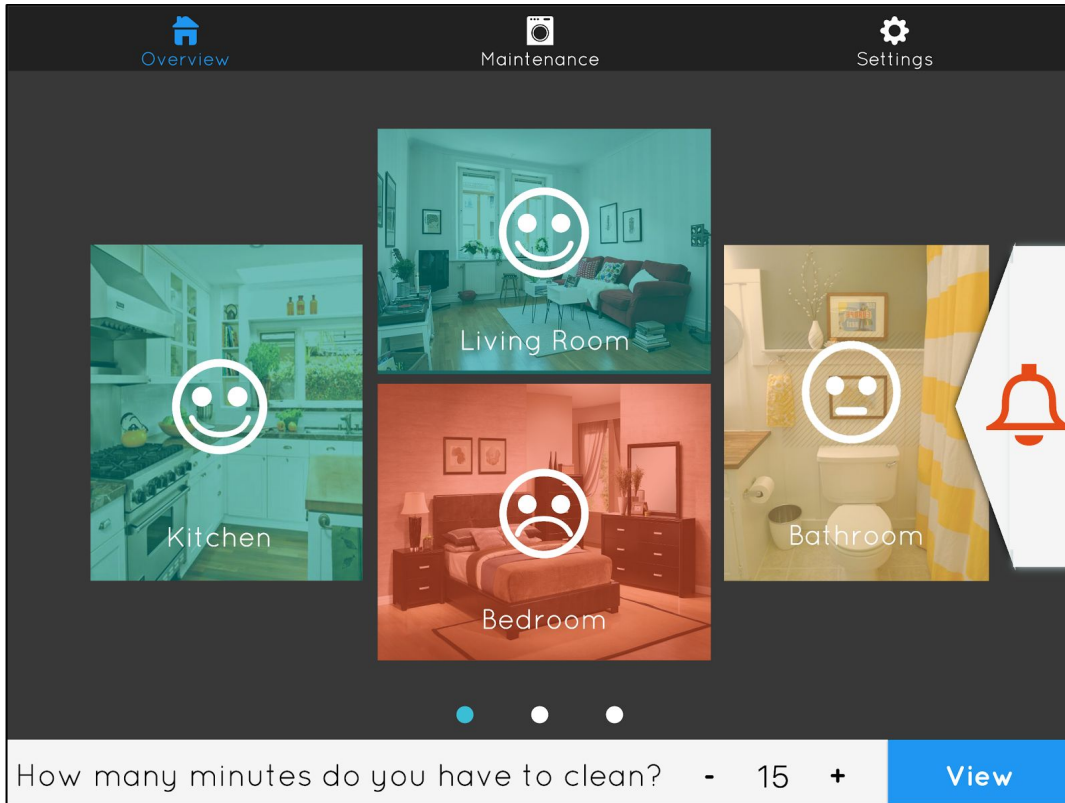 Overview
Maintenance
Settings
Living Room
Kitchen
Bathroom
Bedroom
How many minutes do you have to clean? - 15 + View